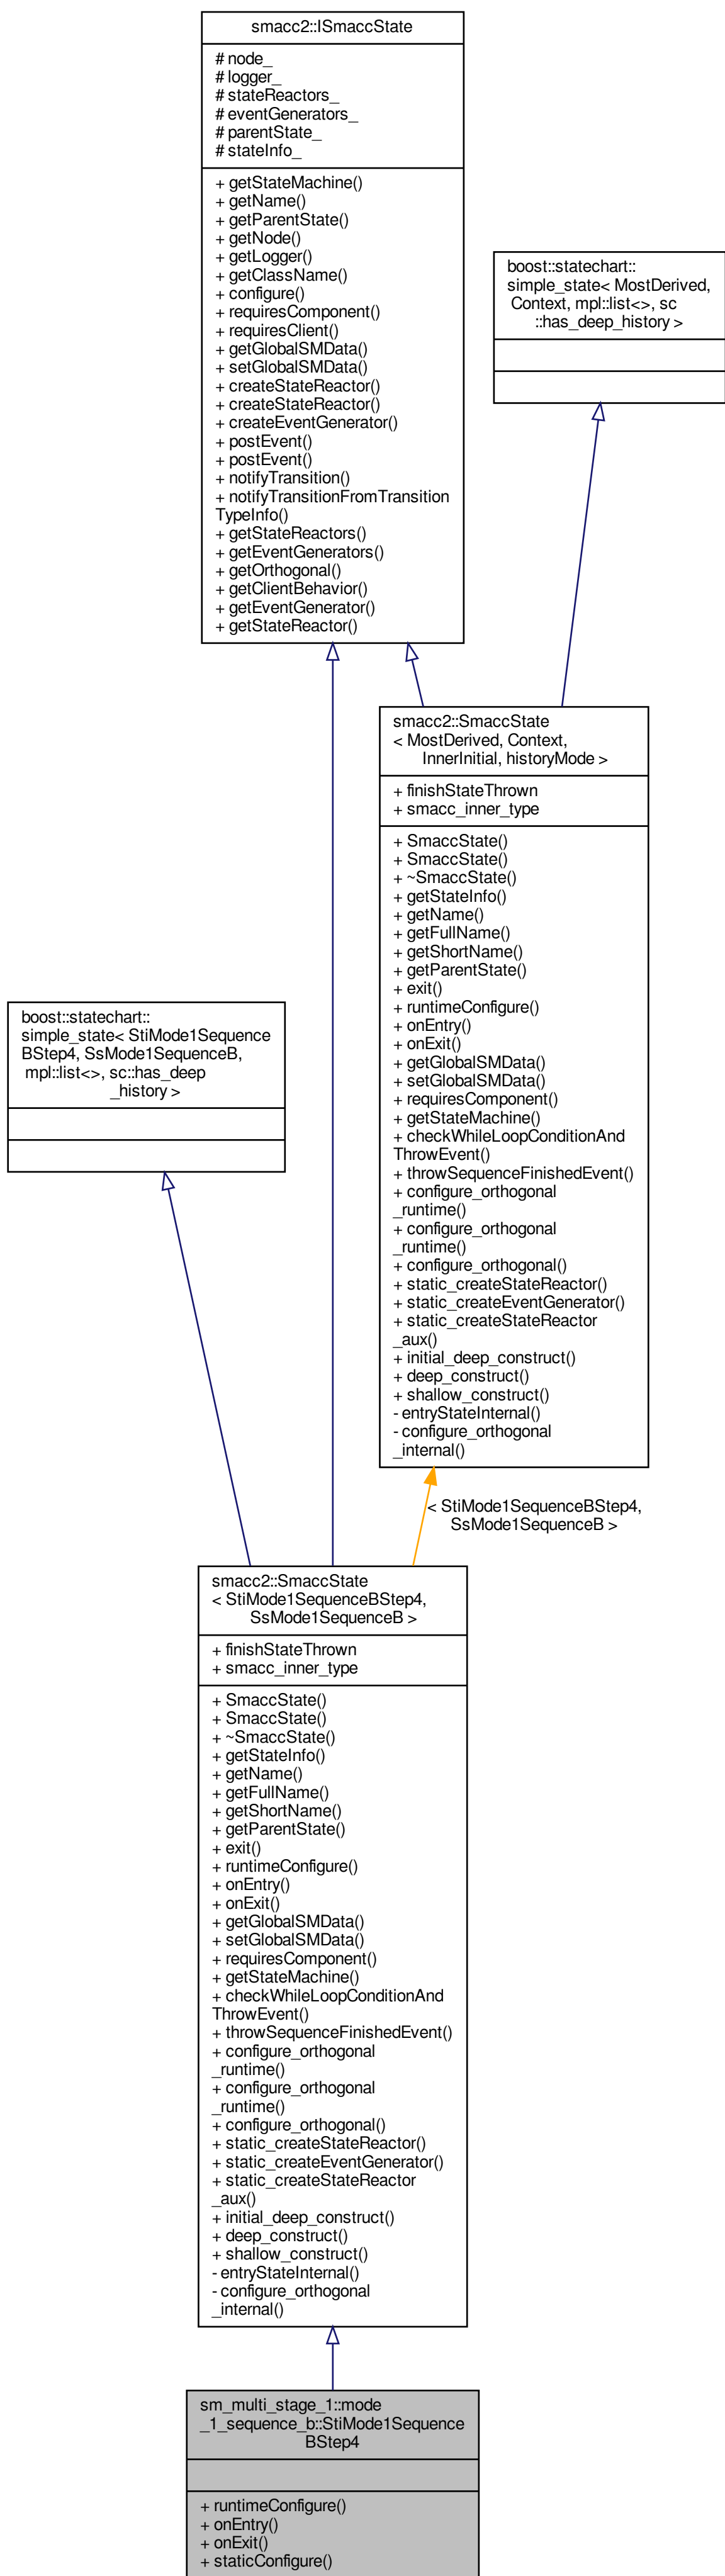 smacc2::ISmaccState
# node_
# logger_
# stateReactors_
# eventGenerators_
# parentState_
# stateInfo_
+ getStateMachine()
+ getName()
+ getParentState()
+ getNode()
+ getLogger()
+ getClassName()
+ configure()
+ requiresComponent()
+ requiresClient()
+ getGlobalSMData()
+ setGlobalSMData()
+ createStateReactor()
+ createStateReactor()
+ createEventGenerator()
+ postEvent()
+ postEvent()
+ notifyTransition()
+ notifyTransitionFromTransition
TypeInfo()
+ getStateReactors()
+ getEventGenerators()
+ getOrthogonal()
+ getClientBehavior()
+ getEventGenerator()
+ getStateReactor()
boost::statechart::
simple_state< MostDerived,
Context, mpl::list<>, sc
::has_deep_history >
smacc2::SmaccState
< MostDerived, Context,
InnerInitial, historyMode >
+ finishStateThrown
+ smacc_inner_type
+ SmaccState()
+ SmaccState()
+ ~SmaccState()
+ getStateInfo()
+ getName()
+ getFullName()
+ getShortName()
+ getParentState()
+ exit()
+ runtimeConfigure()
+ onEntry()
+ onExit()
+ getGlobalSMData()
+ setGlobalSMData()
+ requiresComponent()
+ getStateMachine()
+ checkWhileLoopConditionAnd
ThrowEvent()
+ throwSequenceFinishedEvent()
+ configure_orthogonal
_runtime()
+ configure_orthogonal
_runtime()
+ configure_orthogonal()
+ static_createStateReactor()
+ static_createEventGenerator()
+ static_createStateReactor
_aux()
+ initial_deep_construct()
+ deep_construct()
+ shallow_construct()
- entryStateInternal()
- configure_orthogonal
_internal()
boost::statechart::
simple_state< StiMode1Sequence
BStep4, SsMode1SequenceB,
mpl::list<>, sc::has_deep
_history >
< StiMode1SequenceBStep4,
SsMode1SequenceB >
smacc2::SmaccState
< StiMode1SequenceBStep4,
SsMode1SequenceB >
+ finishStateThrown
+ smacc_inner_type
+ SmaccState()
+ SmaccState()
+ ~SmaccState()
+ getStateInfo()
+ getName()
+ getFullName()
+ getShortName()
+ getParentState()
+ exit()
+ runtimeConfigure()
+ onEntry()
+ onExit()
+ getGlobalSMData()
+ setGlobalSMData()
+ requiresComponent()
+ getStateMachine()
+ checkWhileLoopConditionAnd
ThrowEvent()
+ throwSequenceFinishedEvent()
+ configure_orthogonal
_runtime()
+ configure_orthogonal
_runtime()
+ configure_orthogonal()
+ static_createStateReactor()
+ static_createEventGenerator()
+ static_createStateReactor
_aux()
+ initial_deep_construct()
+ deep_construct()
+ shallow_construct()
- entryStateInternal()
- configure_orthogonal
_internal()
sm_multi_stage_1::mode
_1_sequence_b::StiMode1Sequence
BStep4
+ runtimeConfigure()
+ onEntry()
+ onExit()
+ staticConfigure()